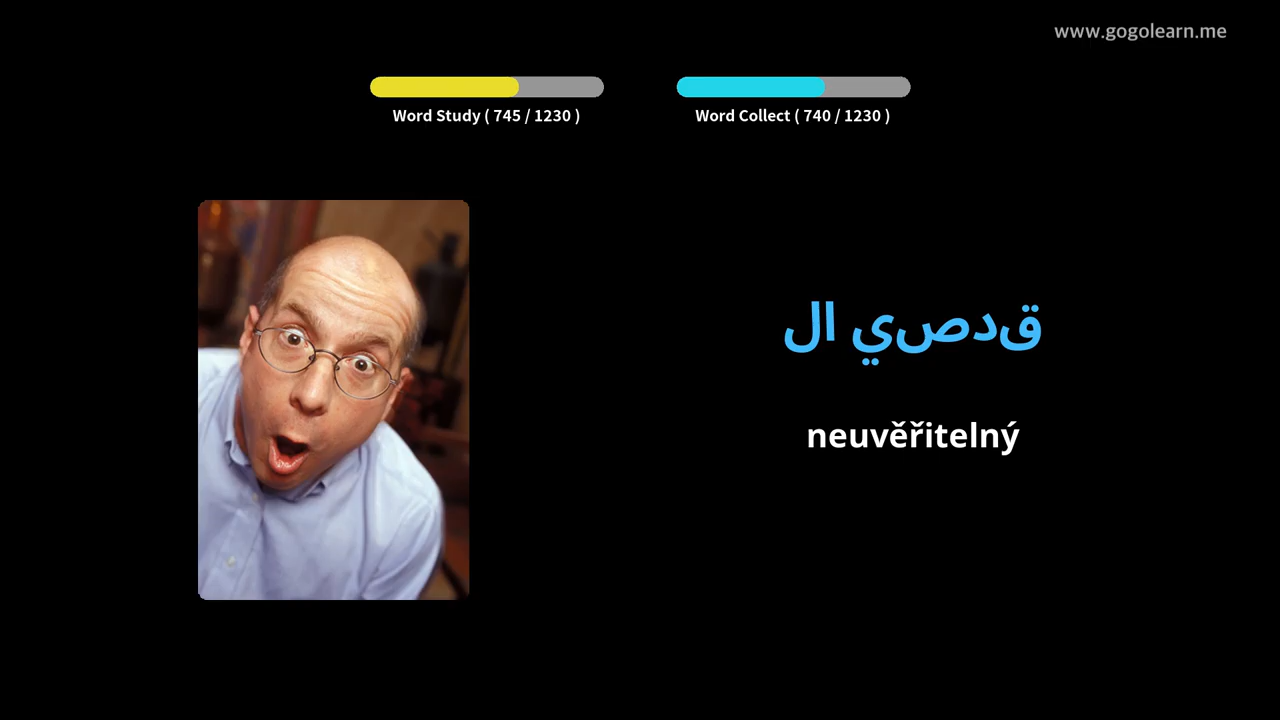 www.gogolearn.me
Word Study ( 745 / 1230 )
Word Collect ( 740 / 1230 )
قدصي ال
neuvěřitelný